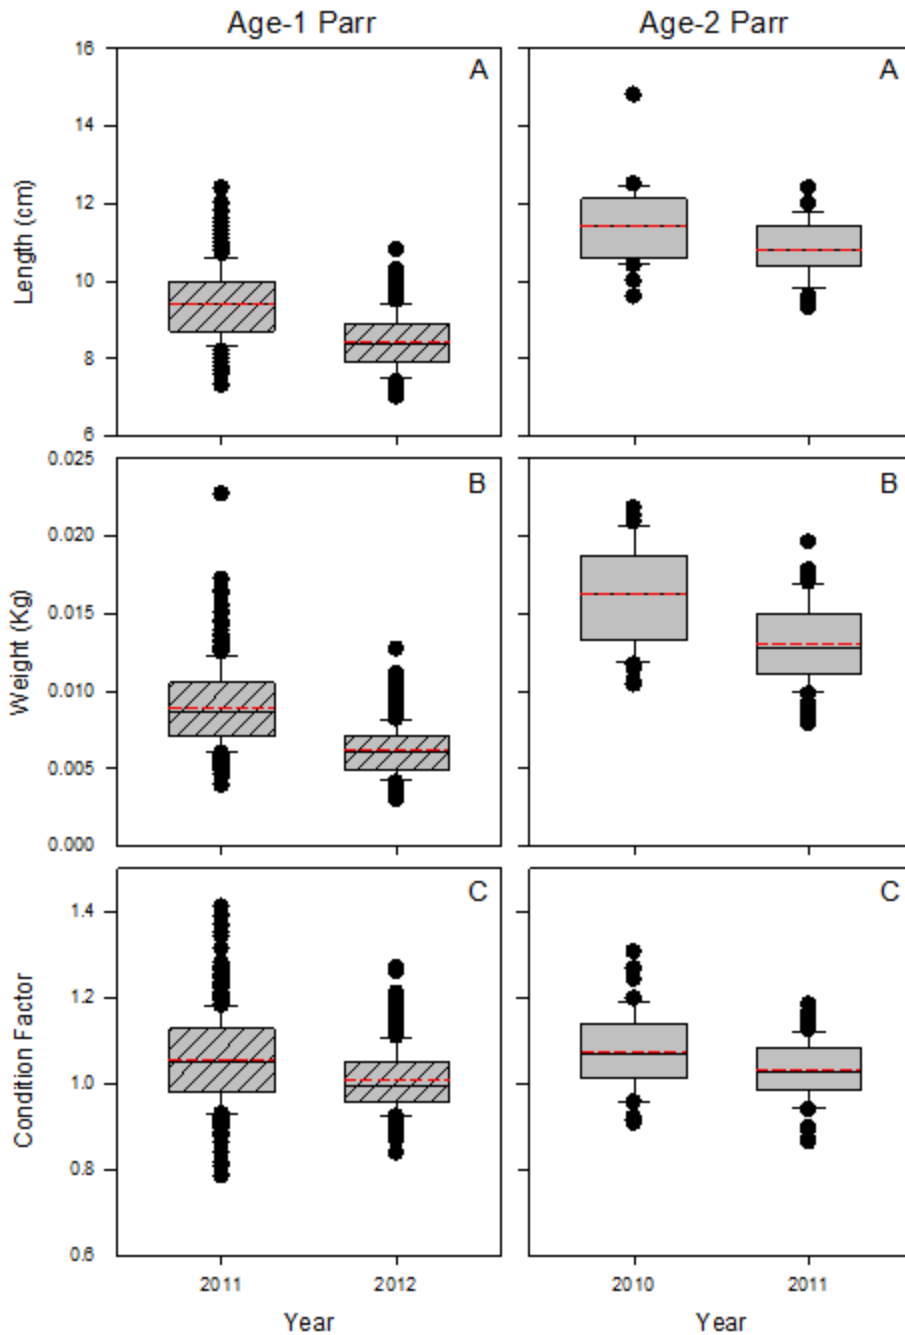 Age-1 Parr
Age-2 Parr
16
14
12
10
8
6
Length (cm)
A
A
0.025
0.020
0.015
0.010
0.005
0.000
Weight (Kg)
B
B
1.4
1.2
1.0
0.8
0.6
Condition Factor
C
C
2011 2012
2010 2011
Year
Year